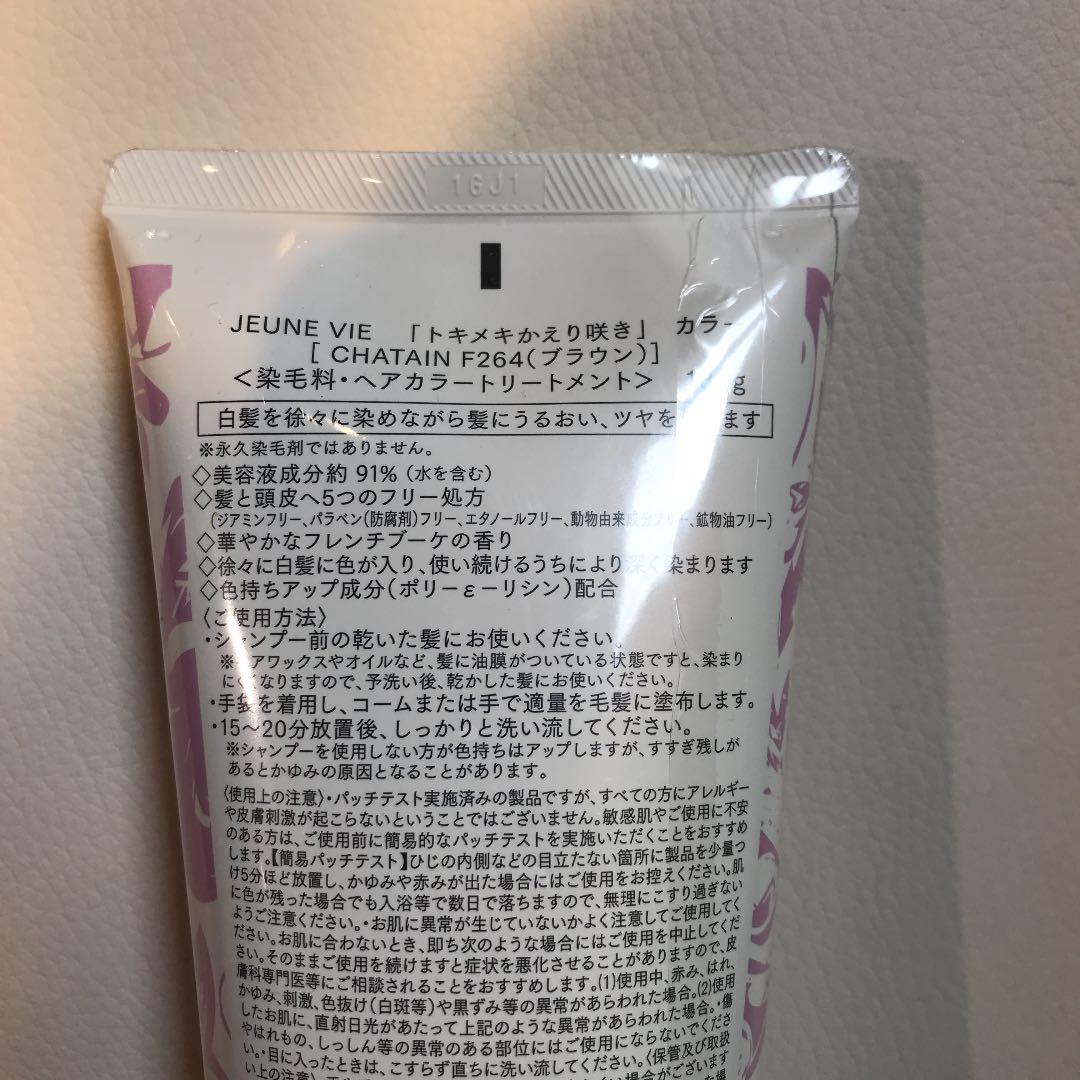 16J1
JEUNE VIE 「トキメキかえり咲き」 カラー
[ CHATAIN F264(ブラウン)]
<染毛料・ヘアカラートリートメント> g
白髪を徐々に染めながら髪にうるおい、ツヤを ます
※永久染毛剤ではありません。
◇美容液成分約 91% (水を含む)
◇髪と頭皮へ5つのフリー処方
(ジアミンフリー、パラベン(防腐剤)フリー、エタノールフリー、動物由来成分フリー、鉱物油フリー)
◇華やかなフレンチブーケの香り
◇徐々に白髪に色が入り、使い続けるうちにより深く染まります
◇色持ちアップ成分(ポリーεーリシン)配合
〈ご使用方法〉
・シャンプー前の乾いた髪にお使いください。
※ヘアワックスやオイルなど、髪に油膜がついている状態ですと、染まり
にくくなりますので、予洗い後、乾かした髪にお使いください。
・手袋を着用し、コームまたは手で適量を毛髪に塗布します。
・15〜20分放置後、しっかりと洗い流してください。
※シャンプーを使用しない方が色持ちはアップしますが、すすぎ残しが
あるとかゆみの原因となることがあります。
〈使用上の注意〉・パッチテスト実施済みの製品ですが、すべての方にアレルギー
や皮膚刺激が起こらないということではございません。敏感肌やご使用に不安
のある方は、ご使用前に簡易的なパッチテストを実施いただくことをおすすめ
します。【簡易パッチテスト】ひじの内側などの目立たない箇所に製品を少量つ
け5分ほど放置し、かゆみや赤みが出た場合にはご使用をお控えください。肌
に色が残った場合でも入浴等で数日で落ちますので、無理にこすり過ぎない
ようご注意ください。・お肌に異常が生じていないかよく注意してご使用してく
ださい。お肌に合わないとき、即ち次のような場合にはご使用を中止してくだ
さい。そのままご使用を続けますと症状を悪化させることがありますので、皮
膚科専門医等にご相談されることをおすすめします。(1)使用中、赤み、はれ、
かゆみ、刺激、色抜け(白斑等)や黒ずみ等の異常があらわれた場合。(2)使用
したお肌に、直射日光があたって上記のような異常があらわれた場合。・傷
やはれもの、しっしん等の異常のある部位にはご使用にならないでくださ
い。・目に入ったときは、こすらず直ちに洗い流してください。〈保管及び取扱
い上の注意〉